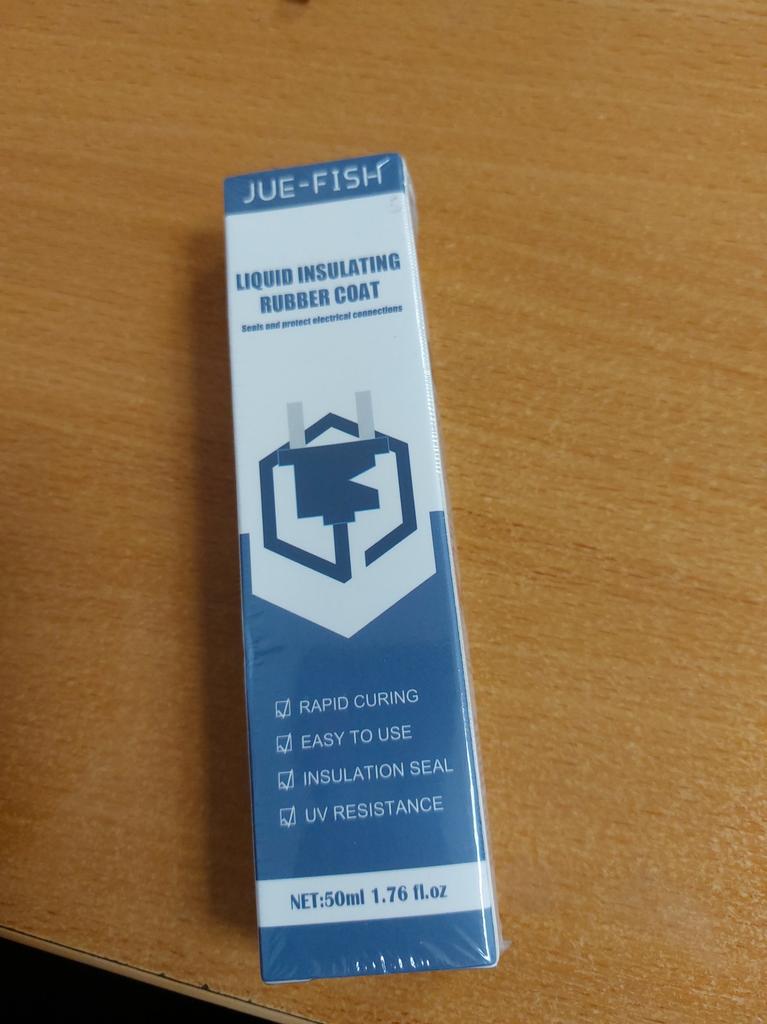 JUE-FISH
LIQUID INSULATING
RUBBER COAT
Seals and protect electrical connections
RAPID CURING
EASY TO USE
INSULATION SEAL
UV RESISTANCE
NET:50ml 1.76 fl.oz